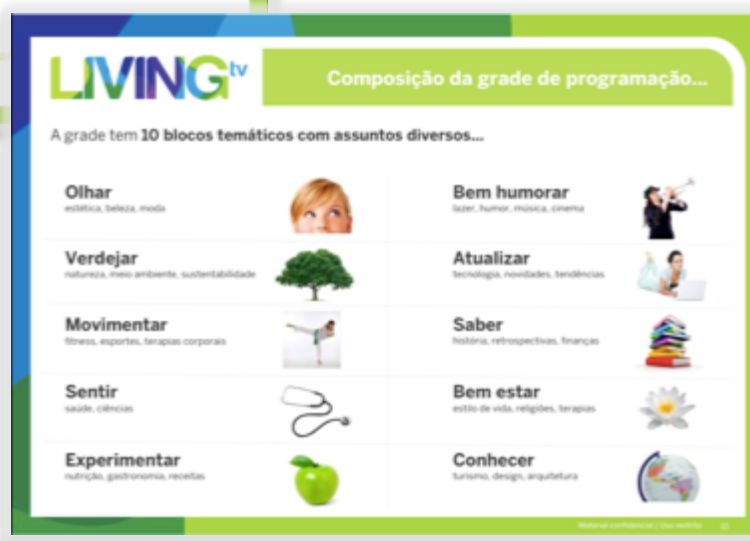 LIVINGtv
Composição da grade de programação...
A grade tem 10 blocos temáticos com assuntos diversos...
Olhar
estética, beleza, moda
Verdejar
natureza, meio ambiente, sustentabilidade
Movimentar
fitness, esportes, terapias corporais
Sentir
saúde, ciências
Experimentar
nutrição, gastronomia, receitas
Bem humorar
lazer, humor, música, cinema
Atualizar
tecnologia, novidades, tendências
Saber
história, retrospectivas, finanças
Bem estar
estilo de vida, religiões, terapias
Conhecer
turismo, design, arquitetura
Material confidencial | Uso restrito